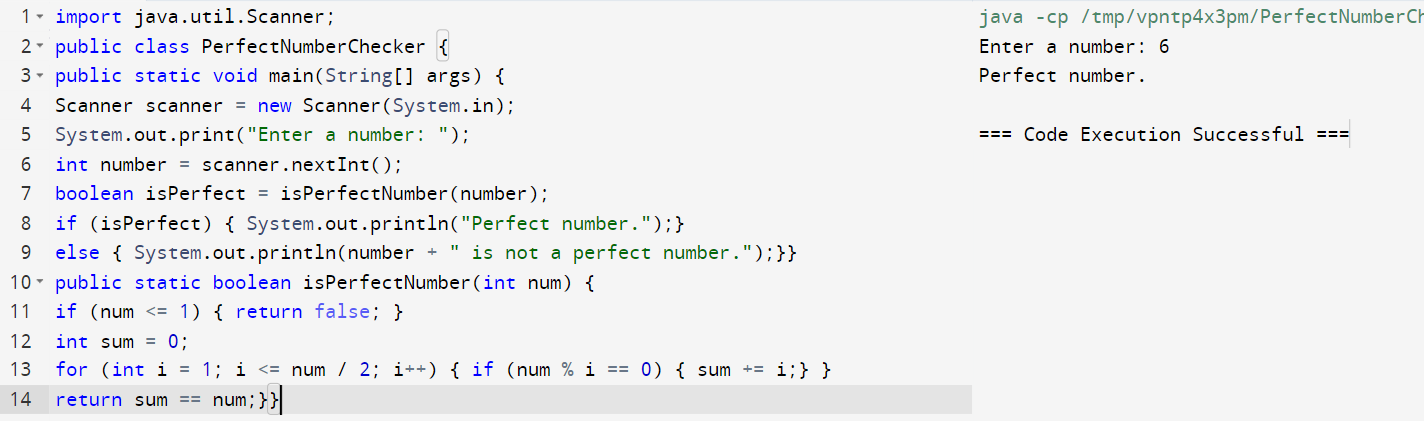 1 import java.util.Scanner;
2 public class PerfectNumberChecker {
3 public static void main(String[] args) {
4 Scanner scanner = new Scanner(System.in);
5 System.out.print("Enter a number: ");
6 int number = scanner.nextInt();
7 boolean isPerfect = isPerfectNumber(number);
8 if (isPerfect) { System.out.println("Perfect number.");}
9 else { System.out.println(number + " is not a perfect number.");}}
10 public static boolean isPerfectNumber(int num) {
11 if (num <= 1) { return false; }
12 int sum = 0;
13 for (int i = 1; i <= num / 2; i++) { if (num % i == 0) { sum += i;} }
14 return sum == num;}}
java -cp /tmp/vpntp4x3pm/PerfectNumberCh
Enter a number: 6
Perfect number.
=== Code Execution Successful ===